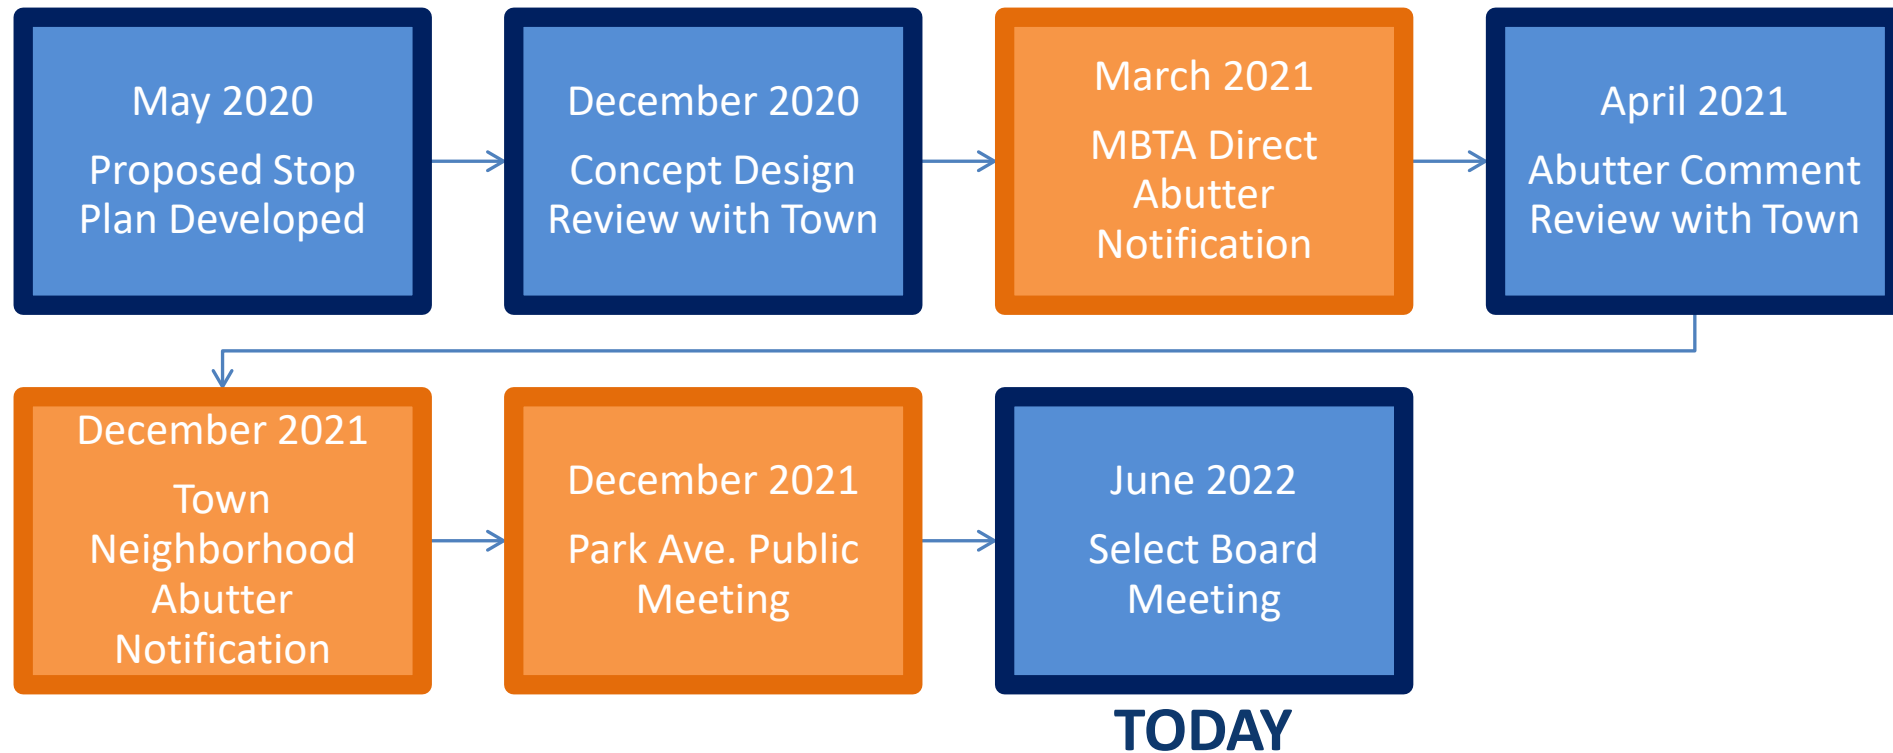 May 2020
Proposed Stop
Plan Developed
December 2020
Concept Design
Review with Town
March 2021
MBTA Direct
Abutter
Notification
April 2021
Abutter Comment
Review with Town
December 2021
Town
Neighborhood
Abutter
Notification
December 2021
Park Ave. Public
Meeting
June 2022
Select Board
Meeting
TODAY